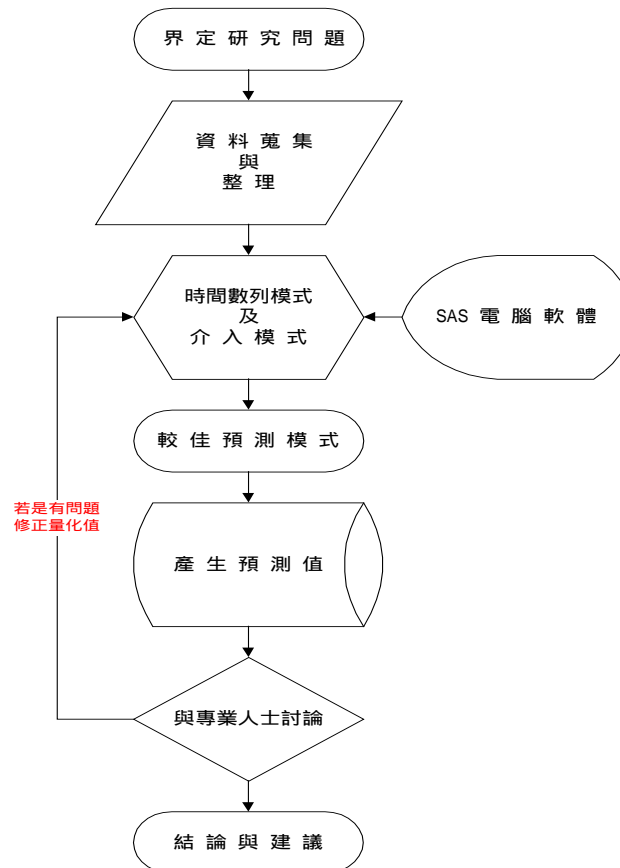 界定研究問題
資料蒐集
與
整理
時間數列模式
及
介入模式
SAS 電腦軟體
較佳預測模式
若是有問題
修正量化值
產生預測值
與專業人士討論
結論與建議